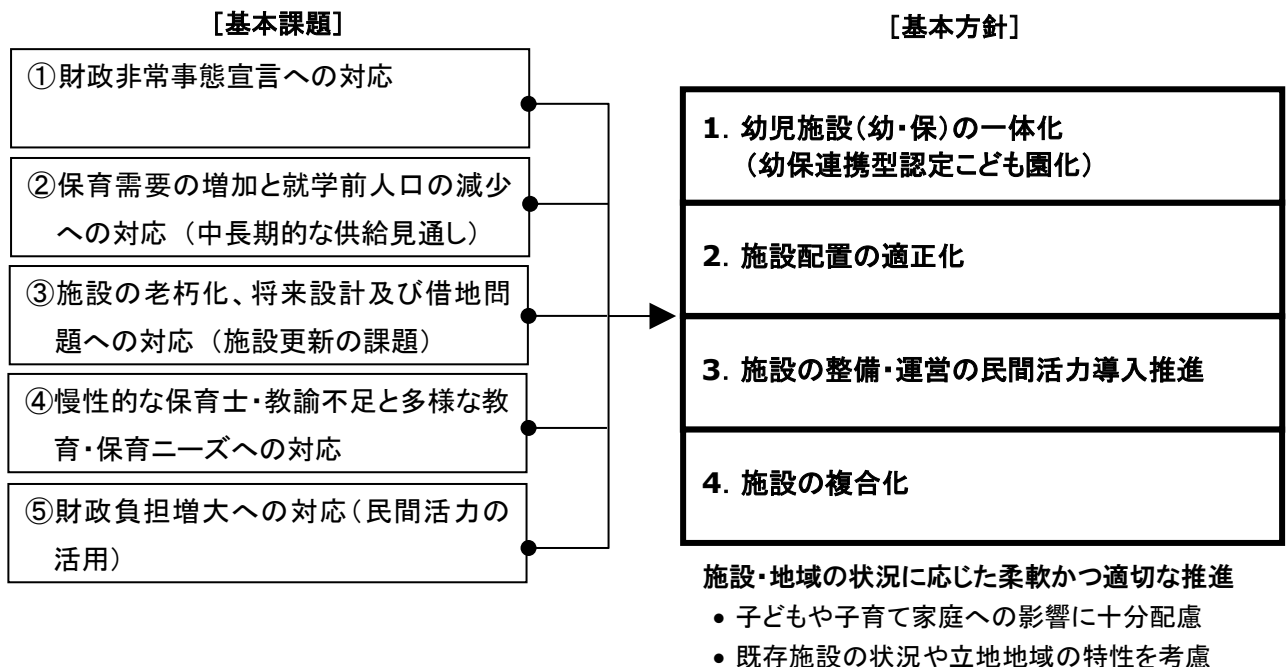 ［基本課題］
①財政非常事態宣言への対応
②保育需要の増加と就学前人口の減少
への対応（中長期的な供給見通し）
③施設の老朽化、将来設計及び借地問
題への対応（施設更新の課題）
④慢性的な保育士・教諭不足と多様な教
育・保育ニーズへの対応
⑤財政負担増大への対応（民間活力の
活用）
［基本方針］
1．幼児施設（幼・保）の一体化
（幼保連携型認定こども園化）
2．施設配置の適正化
3．施設の整備・運営の民間活力導入推進
4．施設の複合化
施設・地域の状況に応じた柔軟かつ適切な推進
• 子どもや子育て家庭への影響に十分配慮
• 既存施設の状況や立地地域の特性を考慮